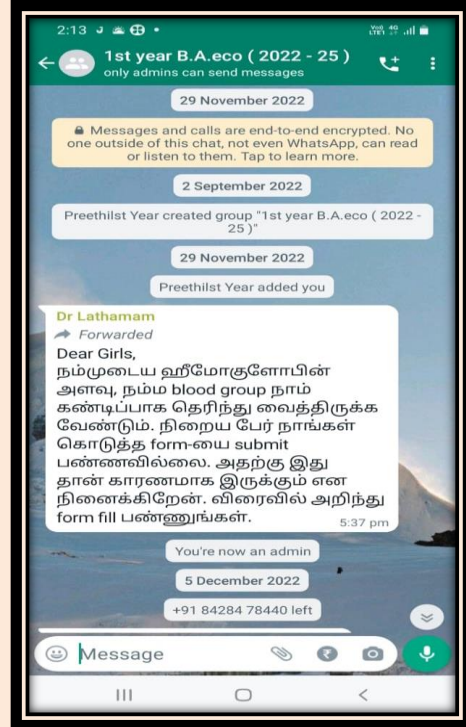 2:13
Vo) 4G
LTE1
1st year B.A.eco ( 2022 - 25 )
only admins can send messages
29 November 2022
Messages and calls are end-to-end encrypted. No
one outside of this chat, not even WhatsApp, can read
or listen to them. Tap to learn more.
2 September 2022
Preethilst Year created group "1st year B.A.eco ( 2022 -
25 )"
29 November 2022
Preethilst Year added you
Dr Lathamam
Forwarded
Dear Girls,
நம்முடைய ஹீமோகுளோபின்
அளவு, நம்ம blood group நாம்
கண்டிப்பாக தெரிந்து வைத்திருக்க
வேண்டும். நிறைய பேர் நாங்கள்
கொடுத்த form-யை submit
பண்ணவில்லை. அதற்கு இது
தான் காரணமாக இருக்கும் என
நினைக்கிறேன். விரைவில் அறிந்து
form fill பண்ணுங்கள்.
5:37 pm
You're now an admin
5 December 2022
+91 84284 78440 left
Message